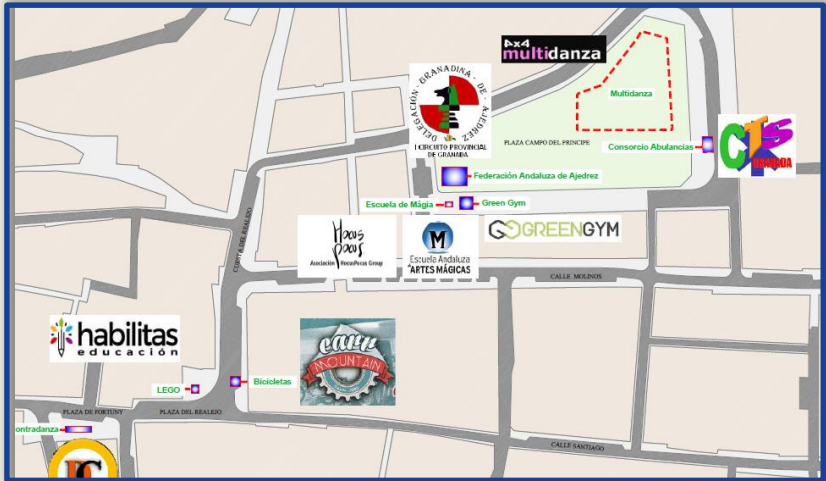 4x4
multidanza
Multidanza
DELEGACIÓN - GRANADINA - DE - AJEDREZ
I CIRCUITO PROVINCIAL
DE GRANADA
PLAZA CAMPO DEL PRINCIPE
Consorcio Abulancias
CTS
GRANADA
Federación Andaluza de Ajedrez
Escuela de Mágia
Green Gym
Hocus
pocus
Asociación HocusPocus Group
M
Escuela Andaluza
ARTES MÁGICAS
GREENGYM
CUESTA DEL REALEJO
CALLE MOLINOS
habilitas
educación
MOUNTAIN
LEGO
Bicicletas
PLAZA DE FORTUNY
PLAZA DEL REALEJO
ontradanza
CALLE SANTIAGO